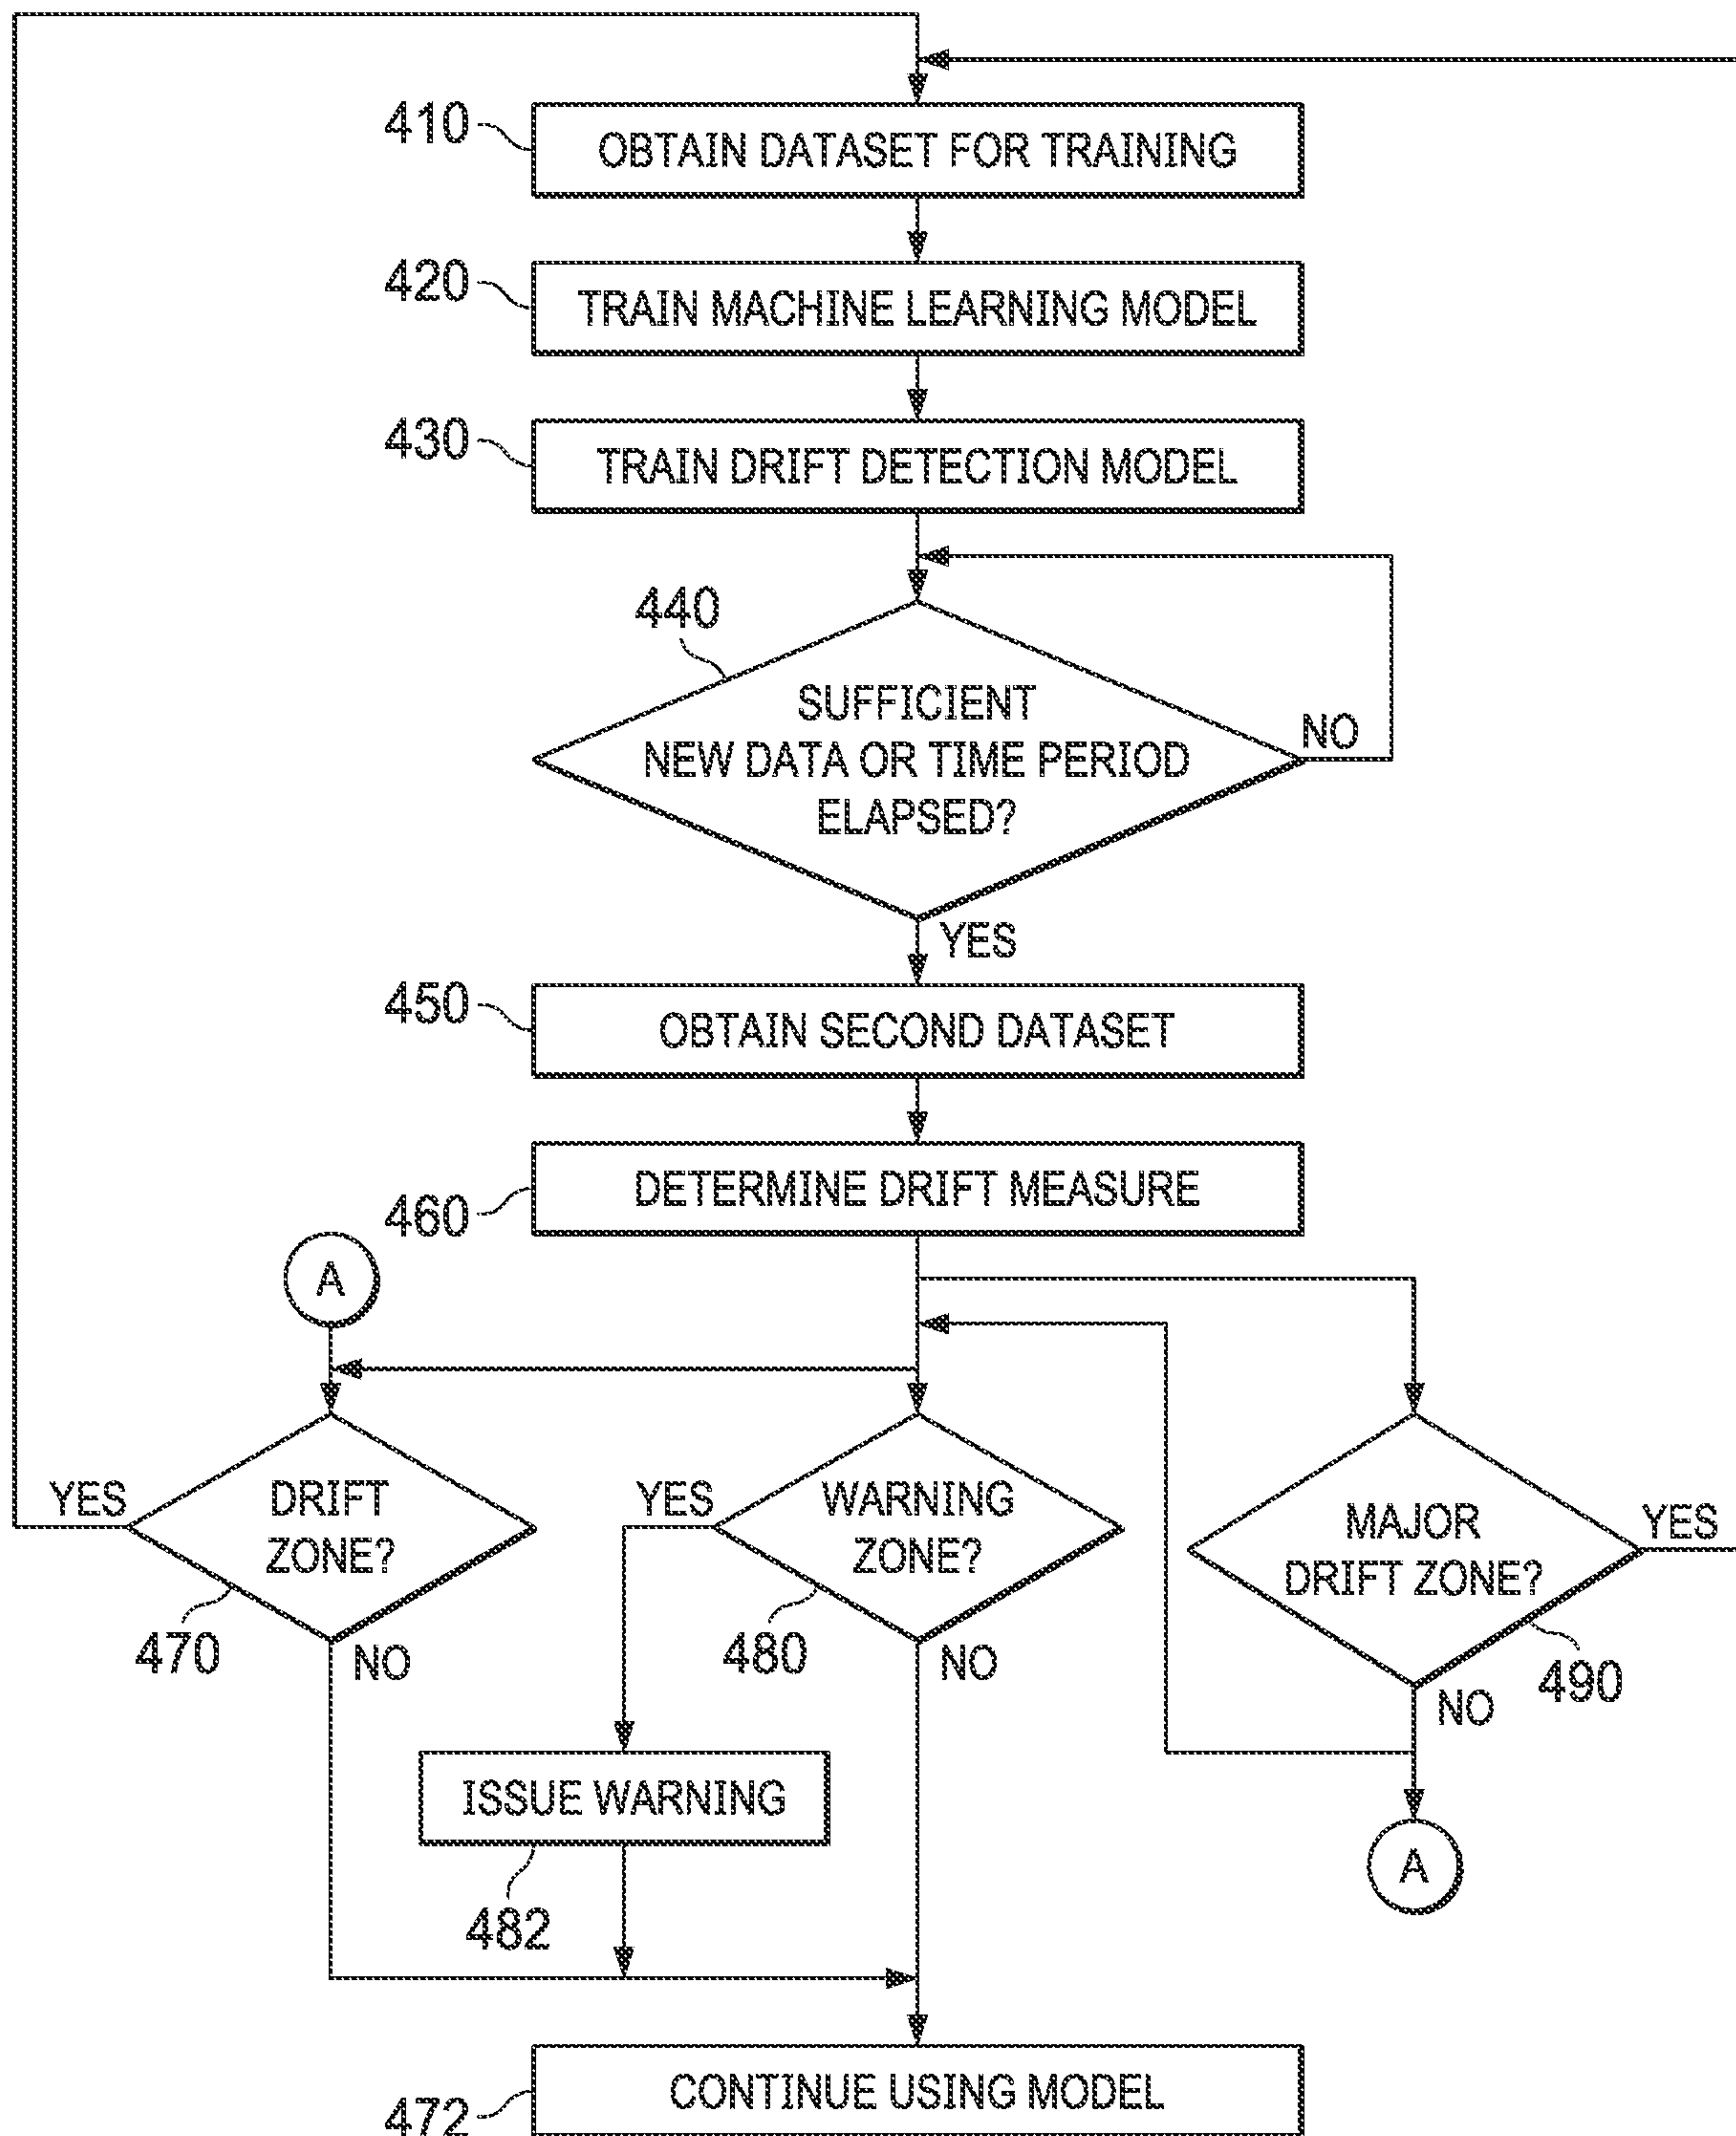 410
OBTAIN DATASET FOR TRAINING
420
TRAIN MACHINE LEARNING MODEL
430
TRAIN DRIFT DETECTION MODEL
440
SUFFICIENT
NEW DATA OR TIME PERIOD
ELAPSED?
NO
YES
450
OBTAIN SECOND DATASET
460
DETERMINE DRIFT MEASURE
A
YES
DRIFT
ZONE?
470
NO
YES
WARNING
ZONE?
480
NO
MAJOR
DRIFT ZONE?
YES
490
NO
ISSUE WARNING
482
A
472
CONTINUE USING MODEL